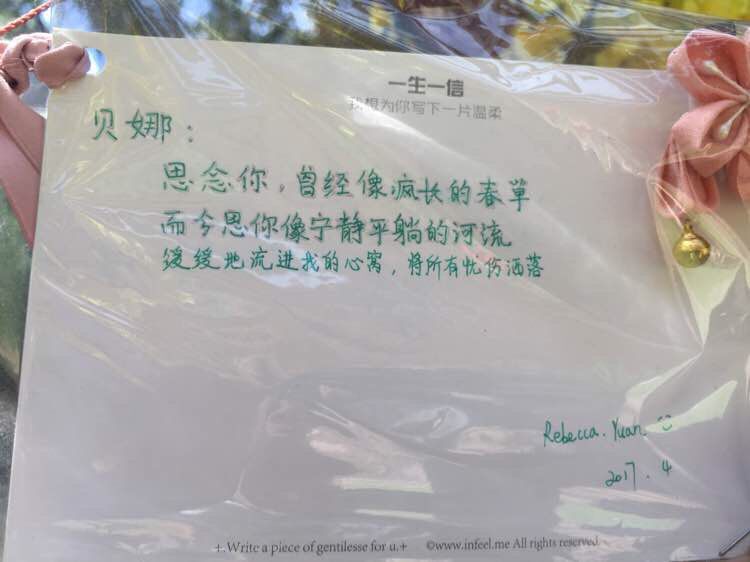 一生一信
我想为你写下一片温柔
贝娜：
思念你，曾经像疯长的春草
而今思你像宁静平躺的河流
缓缓地流进我的心窝，将所有忧伤洒落
Rebecca. Yuan.
2017. 4
+.Write a piece of gentilesse for u.+ ©www.infeel.me All rights reserved.